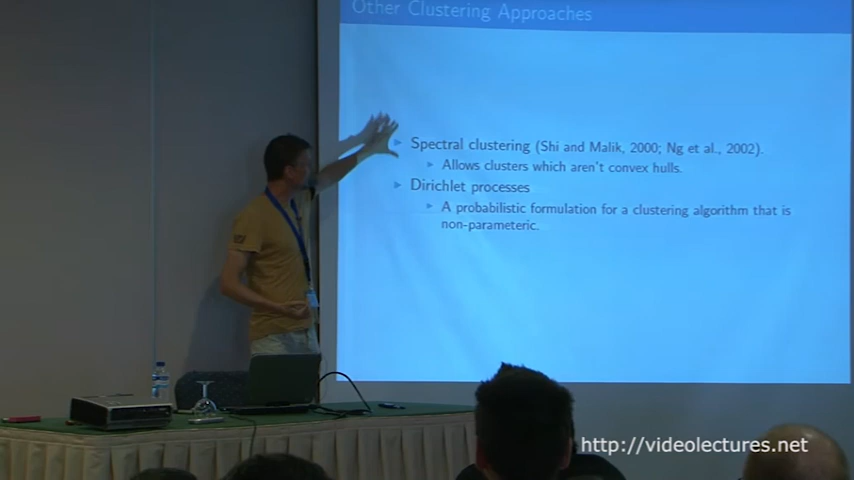 Other Clustering Approaches
Spectral clustering (Shi and Malik, 2000; Ng et al., 2002).
Allows clusters which aren't convex hulls.
Dirichlet processes
A probabilistic formulation for a clustering algorithm that is
non-parameteric.
http://videolectures.net